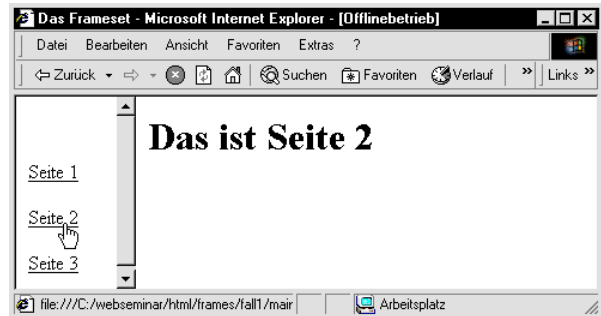 Das Frameset - Microsoft Internet Explorer - [Offlinebetrieb]
Datei Bearbeiten Ansicht Favoriten Extras ?
Zurück Suchen Favoriten Verlauf » Links »
Das ist Seite 2
Seite 1
Seite 2
Seite 3
file:///C:/webseminar/html/frames/fall1/mair Arbeitsplatz